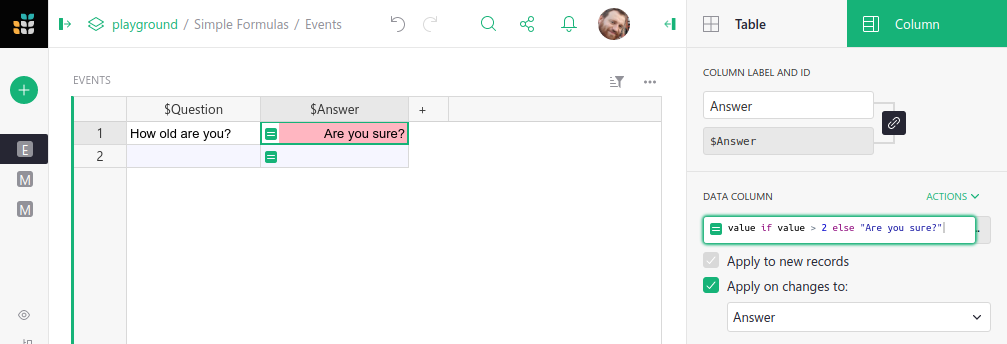 playground / Simple Formulas / Events
Table
Column
EVENTS
COLUMN LABEL AND ID
$Question
$Answer
+
1
How old are you?
Are you sure?
2
Answer
$Answer
E
M
M
DATA COLUMN
ACTIONS
value if value > 2 else "Are you sure?"
Apply to new records
Apply on changes to:
Answer